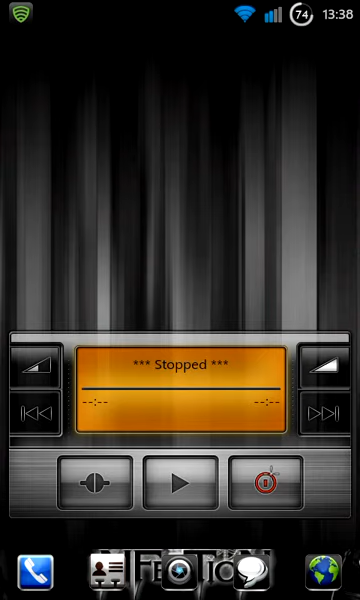 74 13:38
*** Stopped ***
--:-- --:--